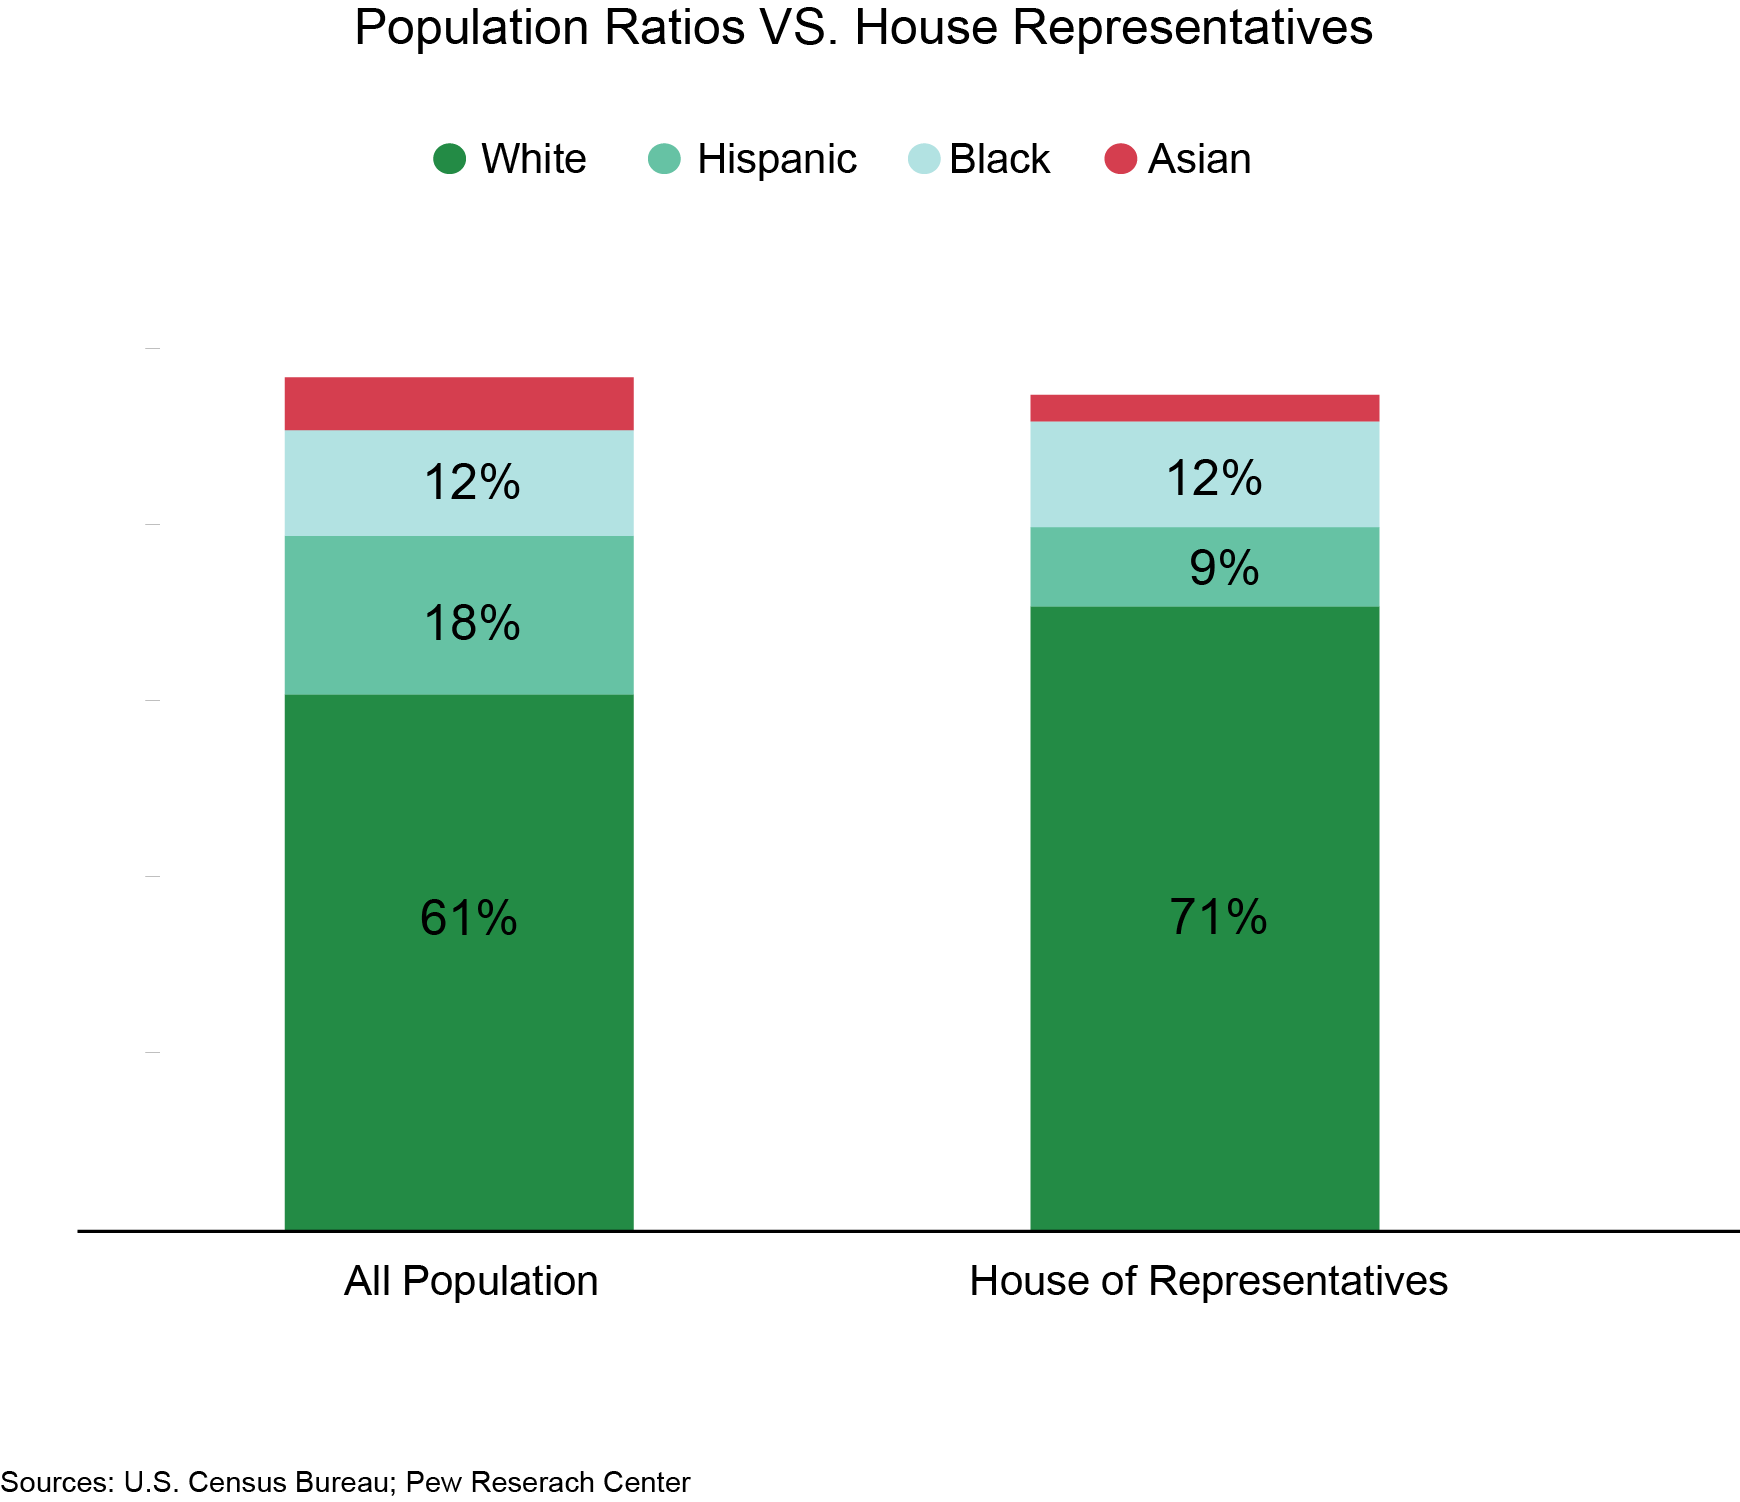 Population Ratios VS. House Representatives
White Hispanic Black Asian
12%
18%
61%
12%
9%
71%
All Population
House of Representatives
Sources: U.S. Census Bureau; Pew Reserach Center